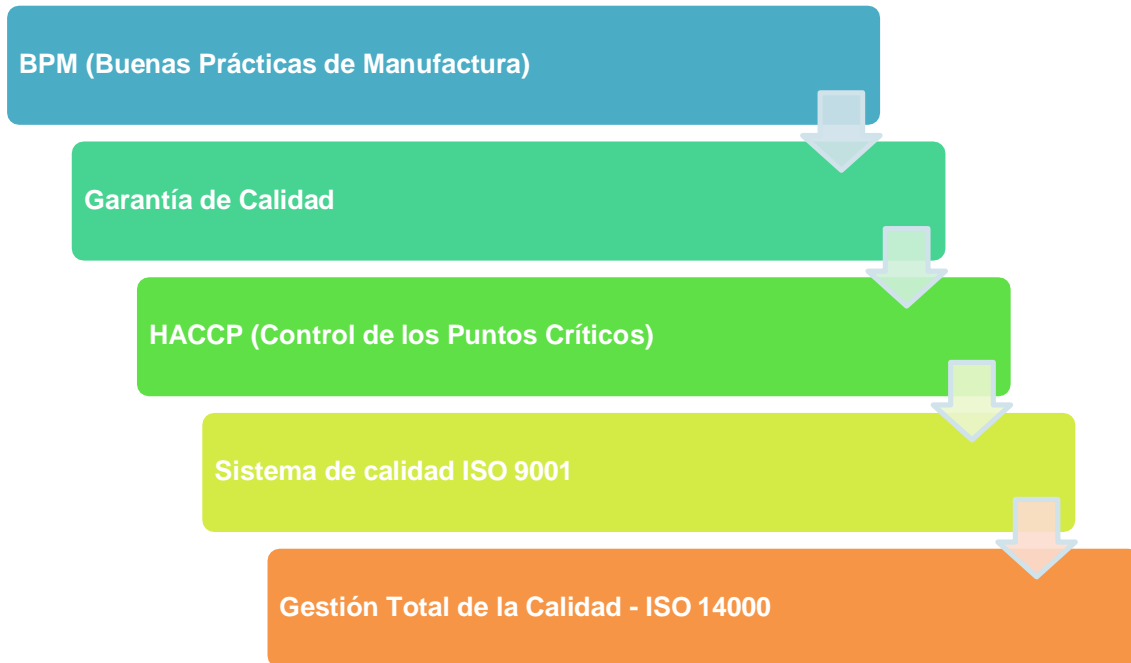 BPM (Buenas Prácticas de Manufactura)
Garantía de Calidad
HACCP (Control de los Puntos Críticos)
Sistema de calidad ISO 9001
Gestión Total de la Calidad - ISO 14000